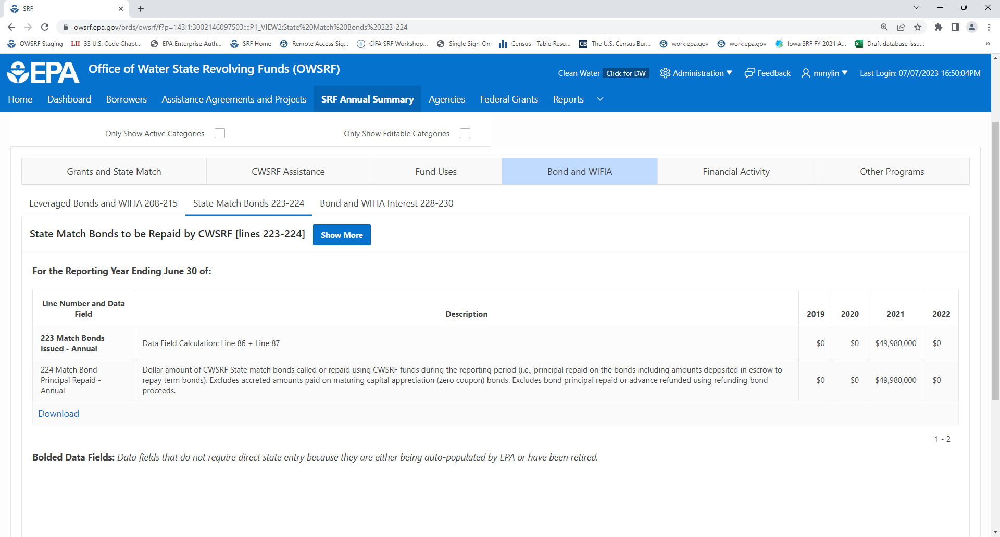 SRF
owsrf.epa.gov/ords/owsrf/f?p=143:1:3002146097503::::P1_VIEW2:State%20Match%20Bonds%20223-224
OWSRF Staging LII 33 U.S. Code Chapt... EPA Enterprise Auth... SRF Home Remote Access Sig... CIFA SRF Workshop... Single Sign-On Census - Table Resu... CB The U.S. Census Bur... work.epa.gov work.epa.gov Iowa SRF FY 2021 A... Draft database issu... »
EPA Office of Water State Revolving Funds (OWSRF)
Clean Water Click for DW Administration Feedback mmylin Last Login: 07/07/2023 16:50:04PM
Home Dashboard Borrowers Assistance Agreements and Projects SRF Annual Summary Agencies Federal Grants Reports
Only Show Active Categories Only Show Editable Categories
Grants and State Match CWSRF Assistance Fund Uses Bond and WIFIA Financial Activity Other Programs
Leveraged Bonds and WIFIA 208-215 State Match Bonds 223-224 Bond and WIFIA Interest 228-230
State Match Bonds to be Repaid by CWSRF [lines 223-224] Show More
For the Reporting Year Ending June 30 of:
Line Number and Data
Field
Description 2019 2020 2021 2022
223 Match Bonds
Issued - Annual
Data Field Calculation: Line 86 + Line 87 $0 $0 $49,980,000 $0
224 Match Bond
Principal Repaid -
Annual
Dollar amount of CWSRF State match bonds called or repaid using CWSRF funds during the reporting period (i.e., principal repaid on the bonds including amounts deposited in escrow to
repay term bonds). Excludes accreted amounts paid on maturing capital appreciation (zero coupon) bonds. Excludes bond principal repaid or advance refunded using refunding bond
proceeds.
$0 $0 $49,980,000 $0
Download
1 - 2
Bolded Data Fields: Data fields that do not require direct state entry because they are either being auto-populated by EPA or have been retired.